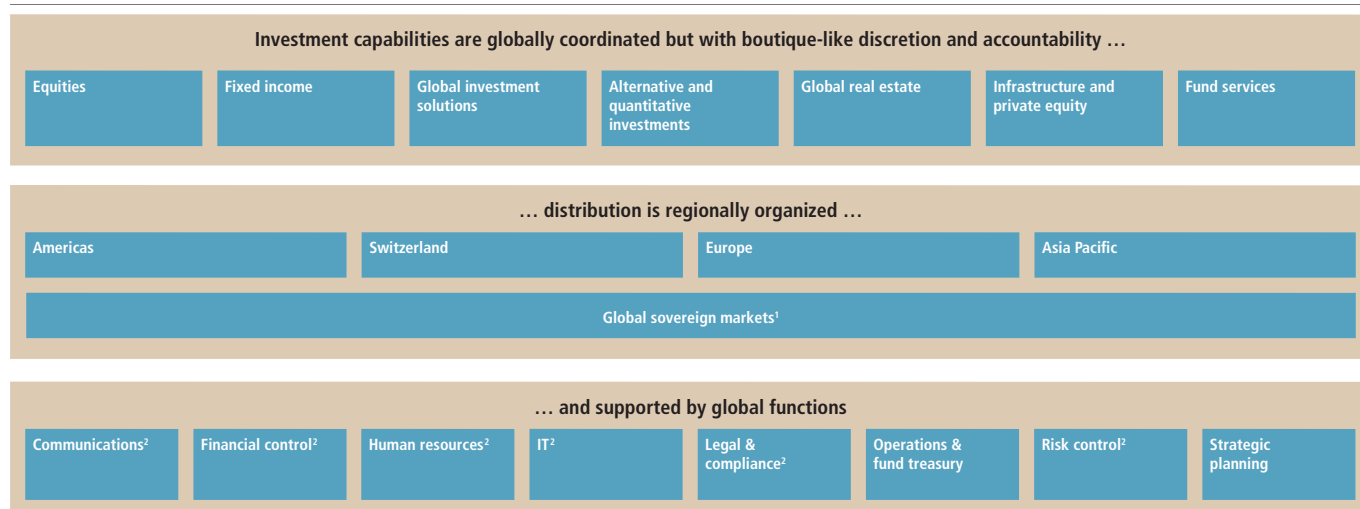 Investment capabilities are globally coordinated but with boutique-like discretion and accountability …
Equities
Fixed income
Global investment
solutions
Alternative and
quantitative
investments
Global real estate
Infrastructure and
private equity
Fund services
… distribution is regionally organized …
Americas
Switzerland
Europe
Asia Pacific
Global sovereign markets¹
… and supported by global functions
Communications²
Financial control²
Human resources²
IT²
Legal &
compliance²
Operations &
fund treasury
Risk control²
Strategic
planning